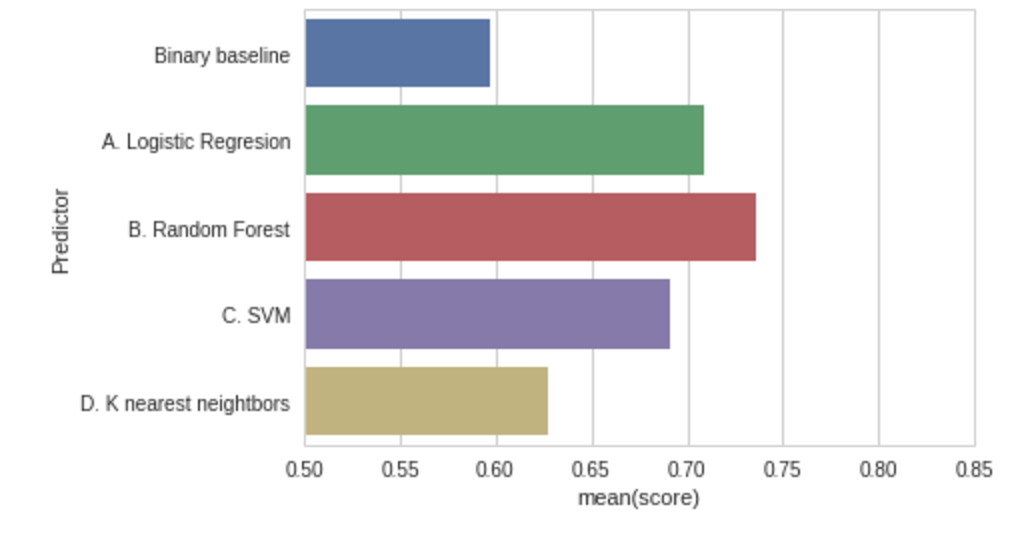 Binary baseline
A. Logistic Regresion
B. Random Forest
C. SVM
D. K nearest neightbors
Predictor
0.50 0.55 0.60 0.65 0.70 0.75 0.80 0.85
mean(score)